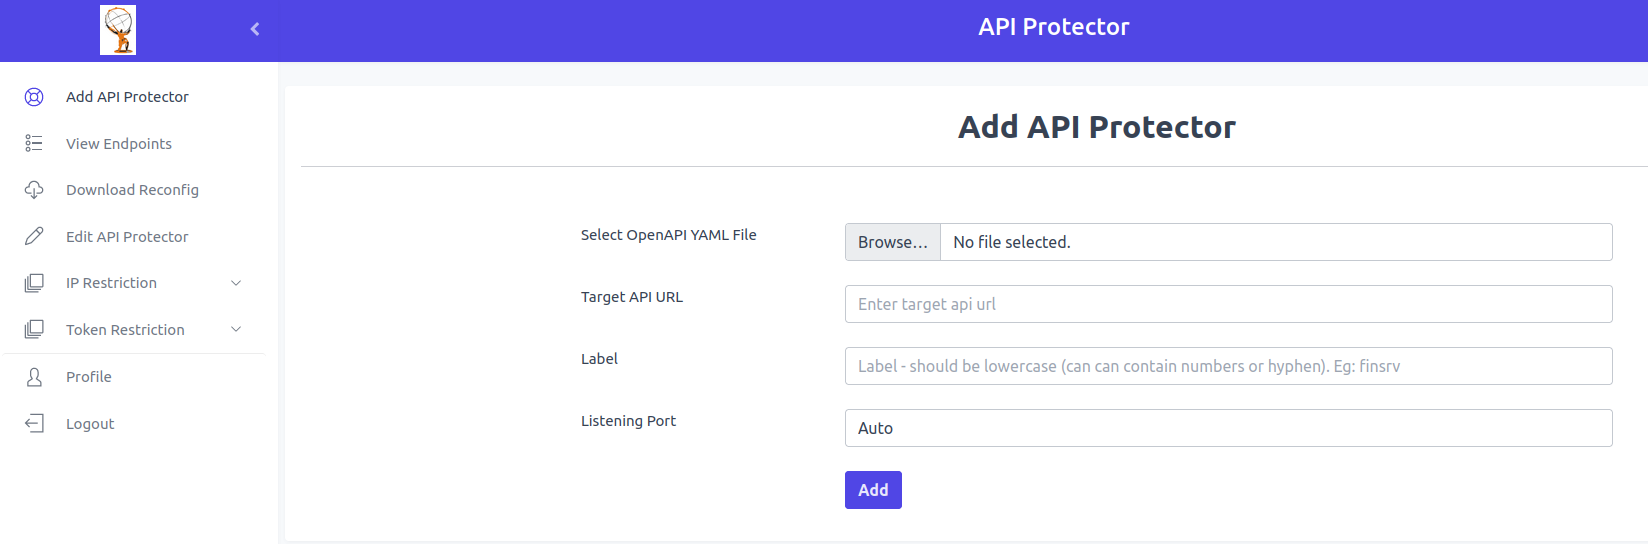 API Protector
Add API Protector
View Endpoints
Download Reconfig
Edit API Protector
IP Restriction
Token Restriction
Profile
Logout
Add API Protector
Select OpenAPI YAML File
Browse... No file selected.
Target API URL
Enter target api url
Label
Label - should be lowercase (can can contain numbers or hyphen). Eg: finsrv
Listening Port
Auto
Add